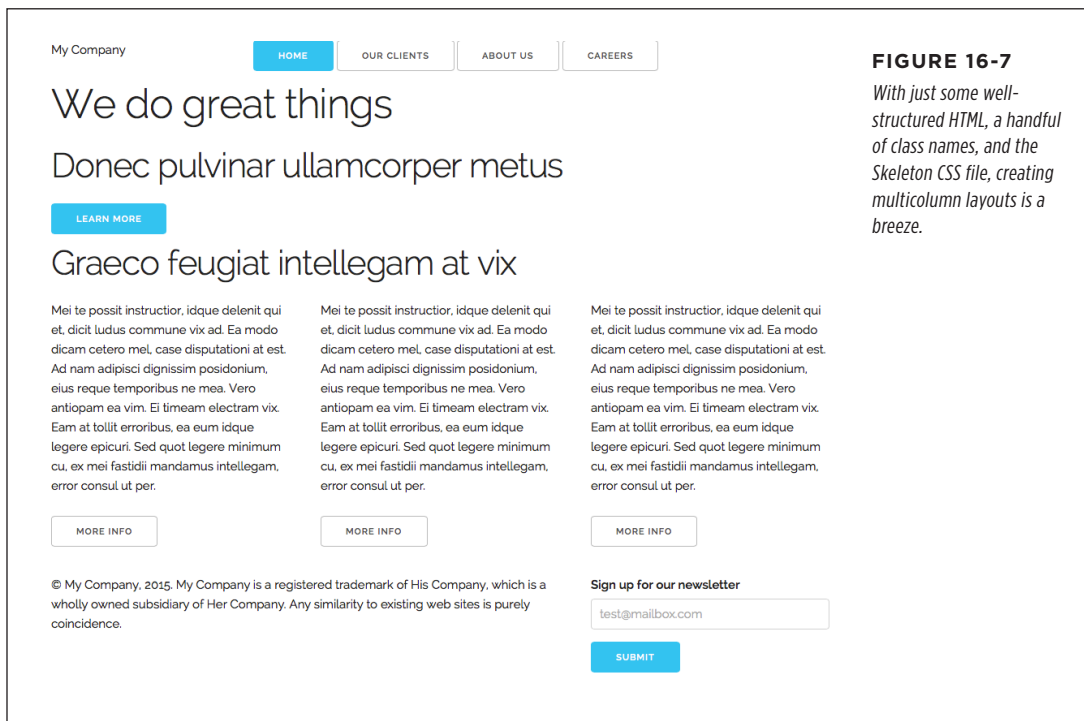 My Company
HOME
OUR CLIENTS
ABOUT US
CAREERS
We do great things
Donec pulvinar ullamcorper metus
LEARN MORE
Graeco feugiat intellegam at vix
Mei te possit instructior, idque delenit qui
et, dicit ludus commune vix ad. Ea modo
dicam cetero mel, case disputationi at est.
Ad nam adipisci dignissim posidonium,
eius reque temporibus ne mea. Vero
antiopam ea vim. Ei timeam electram vix.
Eam at tollit erroribus, ea eum idque
legere epicuri. Sed quot legere minimum
cu, ex mei fastidii mandamus intellegam,
error consul ut per.
MORE INFO
Mei te possit instructior, idque delenit qui
et, dicit ludus commune vix ad. Ea modo
dicam cetero mel, case disputationi at est.
Ad nam adipisci dignissim posidonium,
eius reque temporibus ne mea. Vero
antiopam ea vim. Ei timeam electram vix.
Eam at tollit erroribus, ea eum idque
legere epicuri. Sed quot legere minimum
cu, ex mei fastidii mandamus intellegam,
error consul ut per.
MORE INFO
Mei te possit instructior, idque delenit qui
et, dicit ludus commune vix ad. Ea modo
dicam cetero mel, case disputationi at est.
Ad nam adipisci dignissim posidonium,
eius reque temporibus ne mea. Vero
antiopam ea vim. Ei timeam electram vix.
Eam at tollit erroribus, ea eum idque
legere epicuri. Sed quot legere minimum
cu, ex mei fastidii mandamus intellegam,
error consul ut per.
MORE INFO
© My Company, 2015. My Company is a registered trademark of His Company, which is a
wholly owned subsidiary of Her Company. Any similarity to existing web sites is purely
coincidence.
Sign up for our newsletter
test@mailbox.com
SUBMIT
FIGURE 16-7
With just some well-
structured HTML, a handful
of class names, and the
Skeleton CSS file, creating
multicolumn layouts is a
breeze.